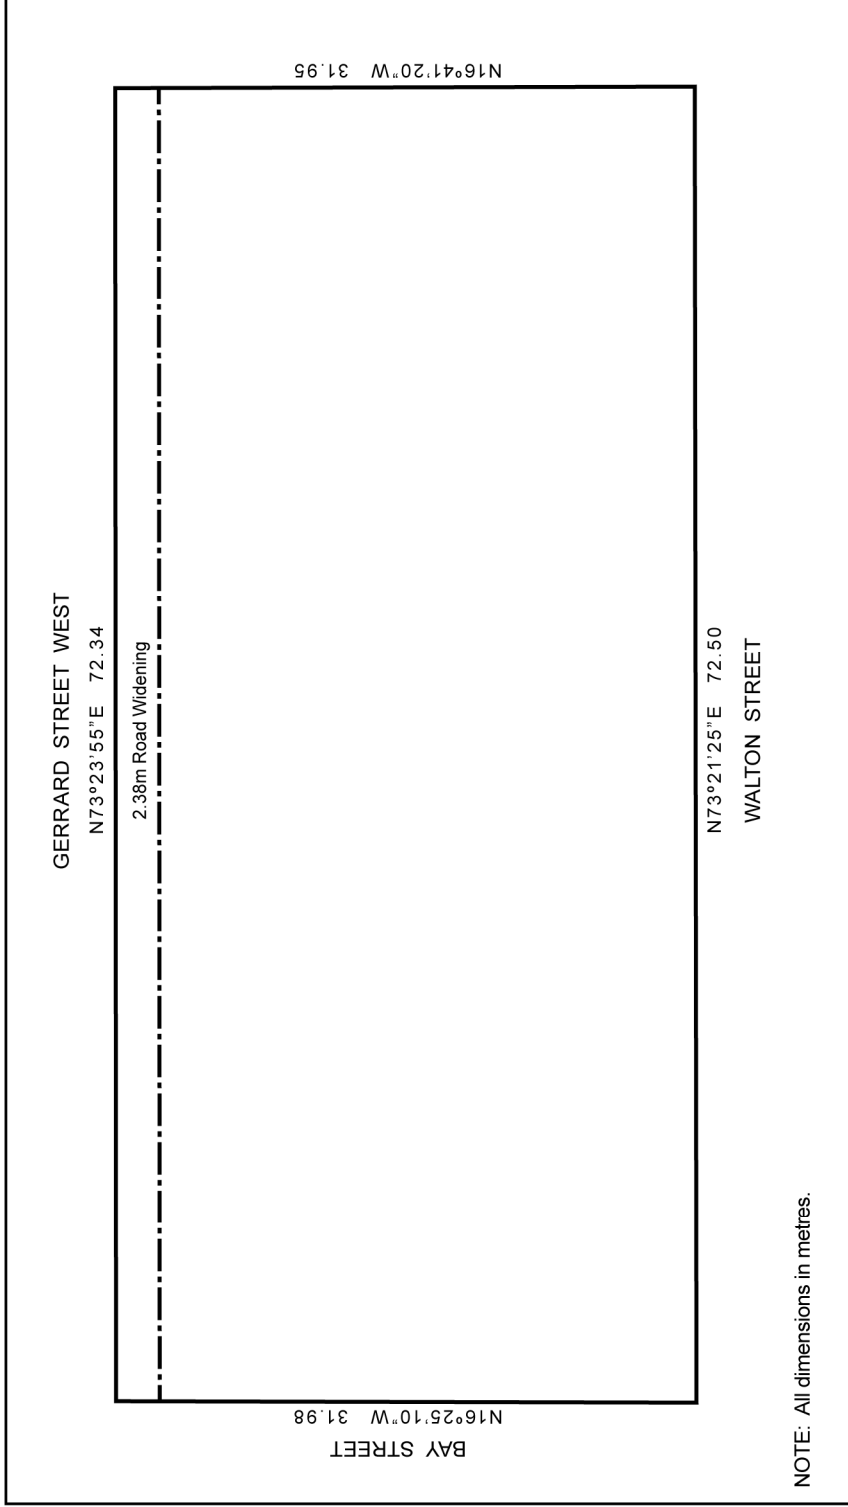 GERRARD STREET WEST
N73°23'55"E 72.34
2.38m Road Widening
N16°41'20"W 31.95
N16°25'10"W 31.98
BAY STREET
N73°21'25"E 72.50
WALTON STREET
NOTE: All dimensions in metres.